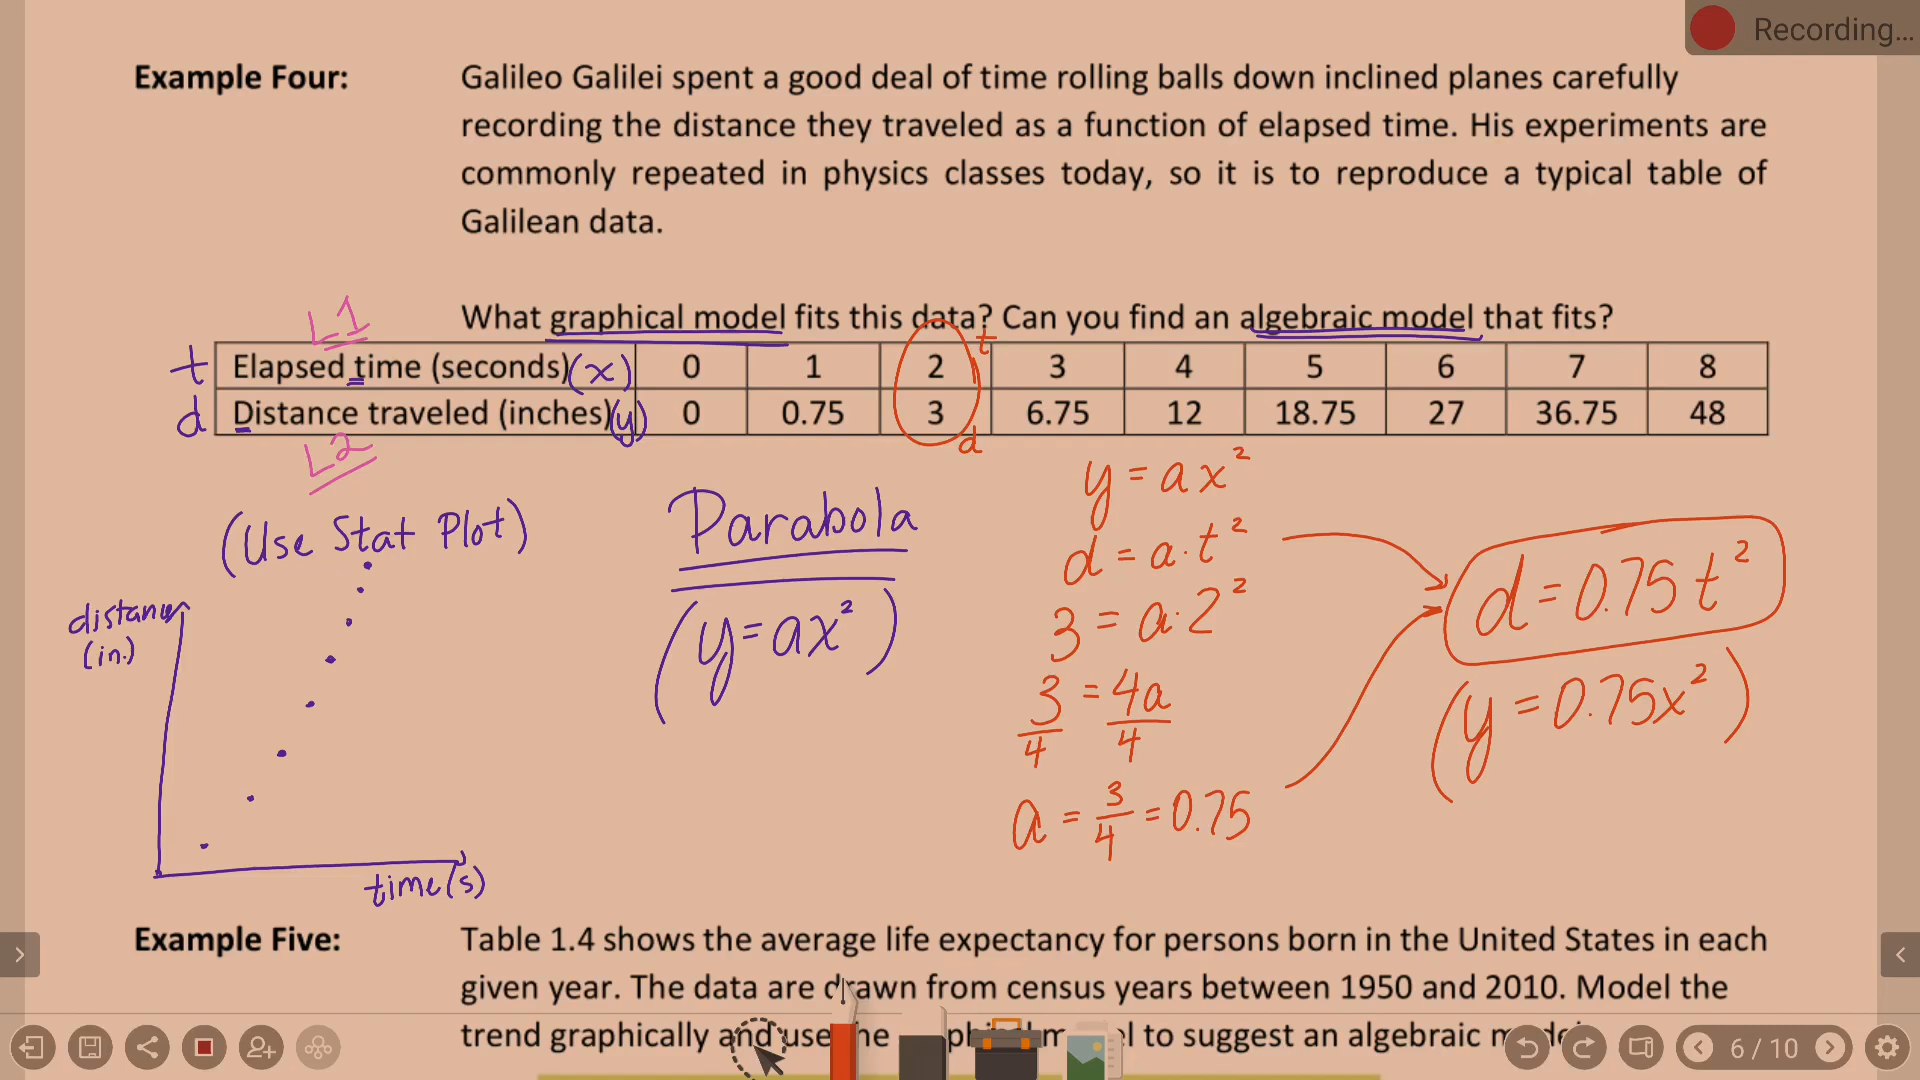 Recording...
Example Four: Galileo Galilei spent a good deal of time rolling balls down inclined planes carefully
recording the distance they traveled as a function of elapsed time. His experiments are
commonly repeated in physics classes today, so it is to reproduce a typical table of
Galilean data.
What graphical model fits this data? Can you find an algebraic model that fits?
L1
t Elapsed time (seconds) (x) 0 1 2 t 3 4 5 6 7 8
d Distance traveled (inches) (y) 0 0.75 3 d 6.75 12 18.75 27 36.75 48
L2
(Use Stat Plot)
distance
(in.)
time(s)
Parabola
(y=ax²)
y = ax²
d = a·t²
3 = a·2²
3/4 = 4a/4
a = 3/4 = 0.75
d = 0.75t²
(y = 0.75x²)
Example Five: Table 1.4 shows the average life expectancy for persons born in the United States in each
given year. The data are drawn from census years between 1950 and 2010. Model the
trend graphically and use to suggest an algebraic
6 / 10